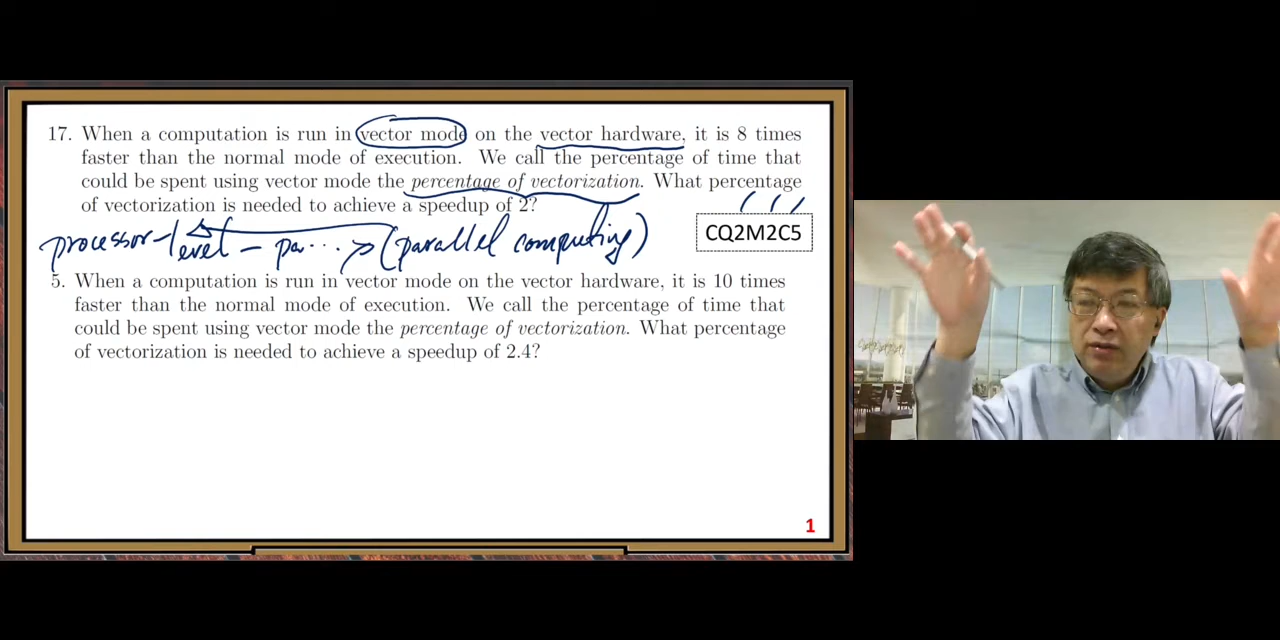 17. When a computation is run in vector mode on the vector hardware, it is 8 times
faster than the normal mode of execution. We call the percentage of time that
could be spent using vector mode the percentage of vectorization. What percentage
of vectorization is needed to achieve a speedup of 2?
CQ2M2C5
processor-level - pa... (parallel computing)
5. When a computation is run in vector mode on the vector hardware, it is 10 times
faster than the normal mode of execution. We call the percentage of time that
could be spent using vector mode the percentage of vectorization. What percentage
of vectorization is needed to achieve a speedup of 2.4?
1